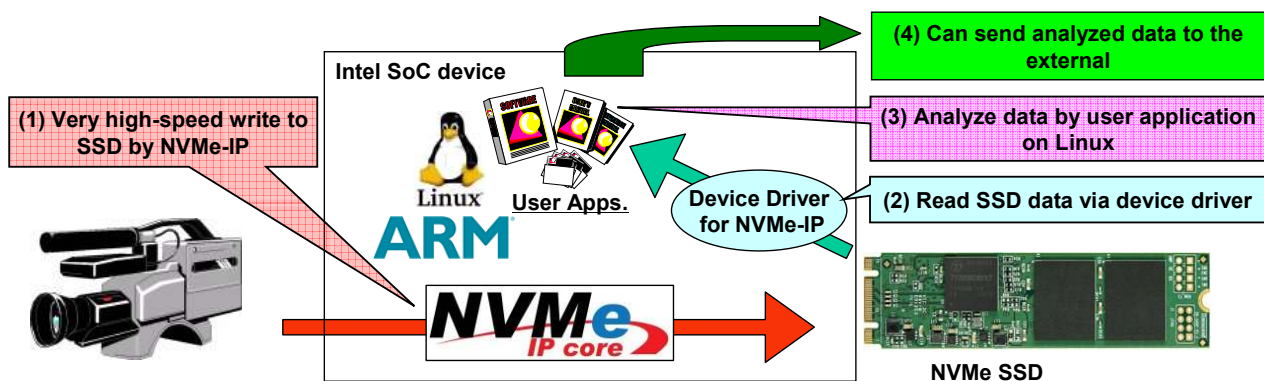 (4) Can send analyzed data to the
external
Intel SoC device
SOFTWARE
(1) Very high-speed write to
SSD by NVMe-IP
(3) Analyze data by user application
on Linux
Linux
User Apps.
Device Driver
for NVMe-IP
(2) Read SSD data via device driver
ARM
NVMe
IP core
Transcend
NVMe SSD